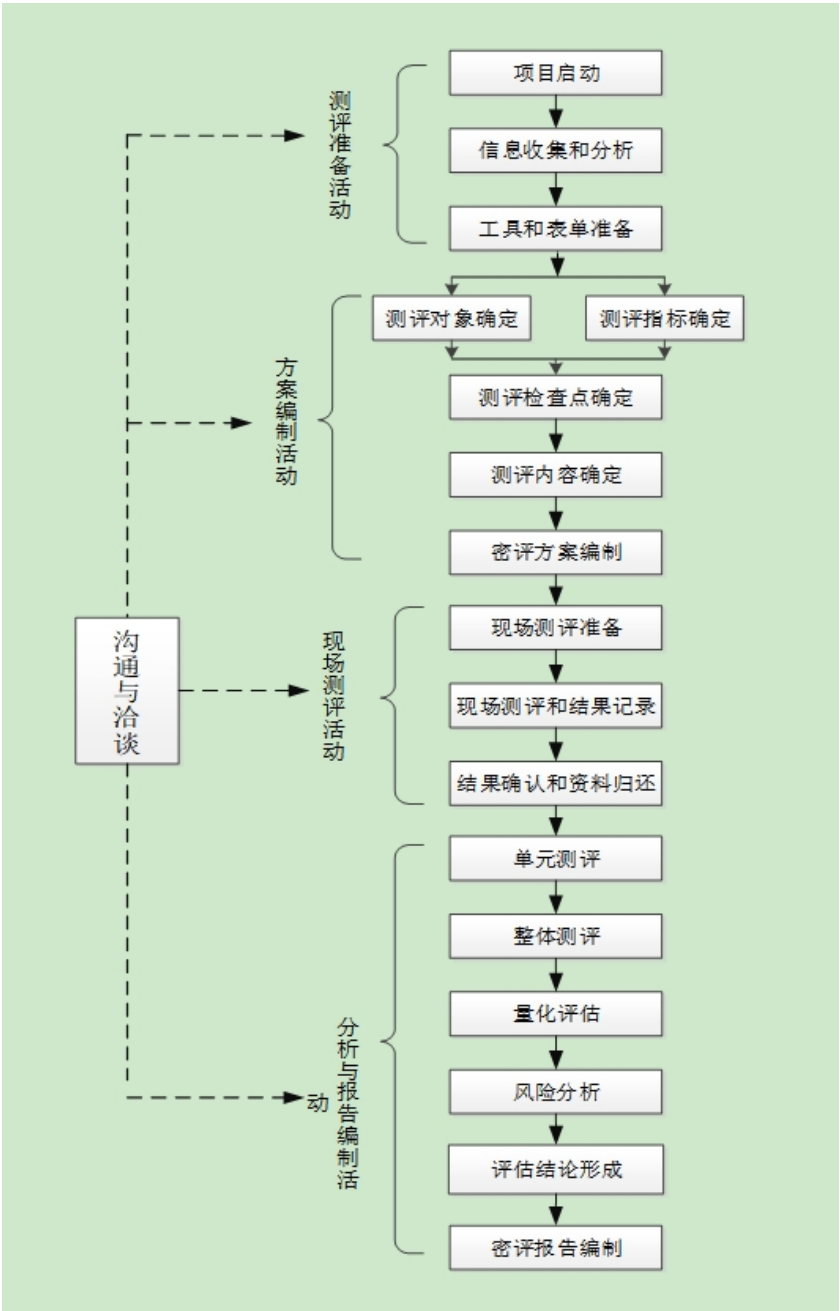 项目启动
测评准备活动
信息收集和分析
工具和表单准备
测评对象确定
测评指标确定
方案编制活动
测评检查点确定
测评内容确定
密评方案编制
沟通与洽谈
现场测评活动
现场测评准备
现场测评和结果记录
结果确认和资料归还
单元测评
整体测评
量化评估
分析与报告编制活
动
风险分析
评估结论形成
密评报告编制